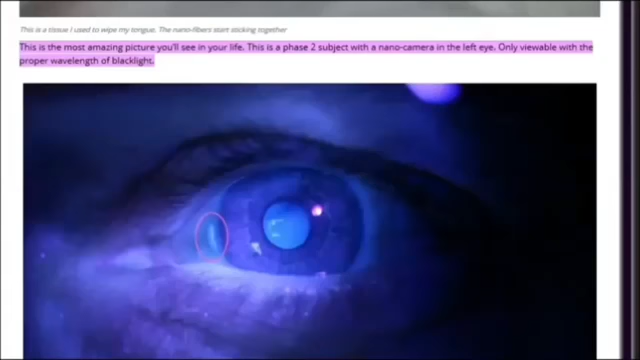 This is a tissue I used to wipe my tongue. The nano-fibers start sticking together
This is the most amazing picture you'll see in your life. This is a phase 2 subject with a nano-camera in the left eye. Only viewable with the
proper wavelength of blacklight.